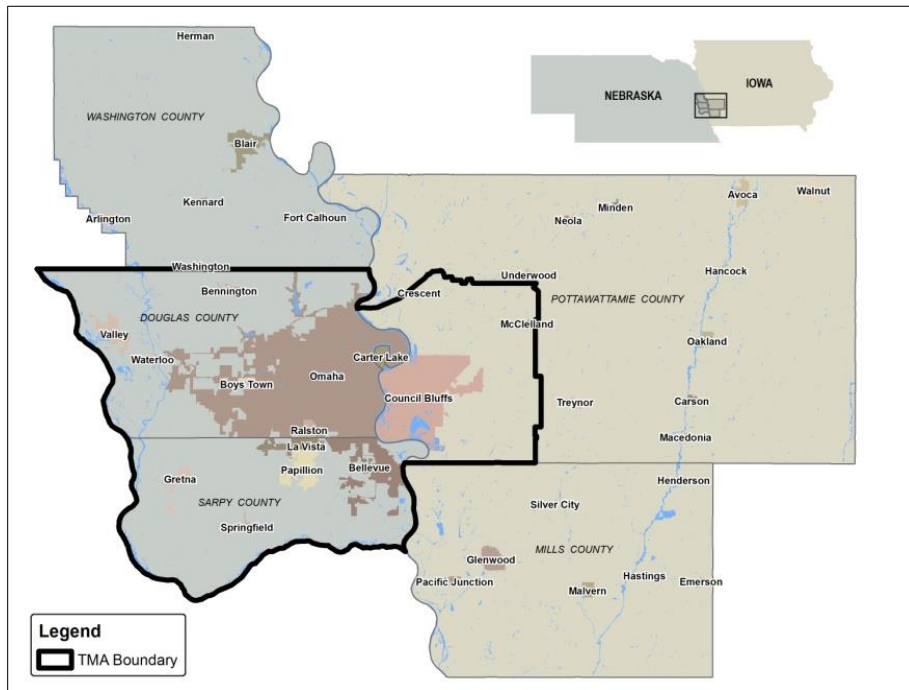 Herman
NEBRASKA
IOWA
WASHINGTON COUNTY
Blair
Kennard
Arlington
Fort Calhoun
Avoca
Walnut
Minden
Neola
Washington
Bennington
Crescent
Underwood
Hancock
DOUGLAS COUNTY
POTTAWATTAMIE COUNTY
McClelland
Valley
Oakland
Waterloo
Carter Lake
Boys Town
Omaha
Council Bluffs
Treynor
Carson
Ralston
Macedonia
La Vista
Papillion
Bellevue
Gretna
Henderson
SARPY COUNTY
Silver City
Springfield
MILLS COUNTY
Glenwood
Pacific Junction
Hastings
Emerson
Malvern
Legend
TMA Boundary